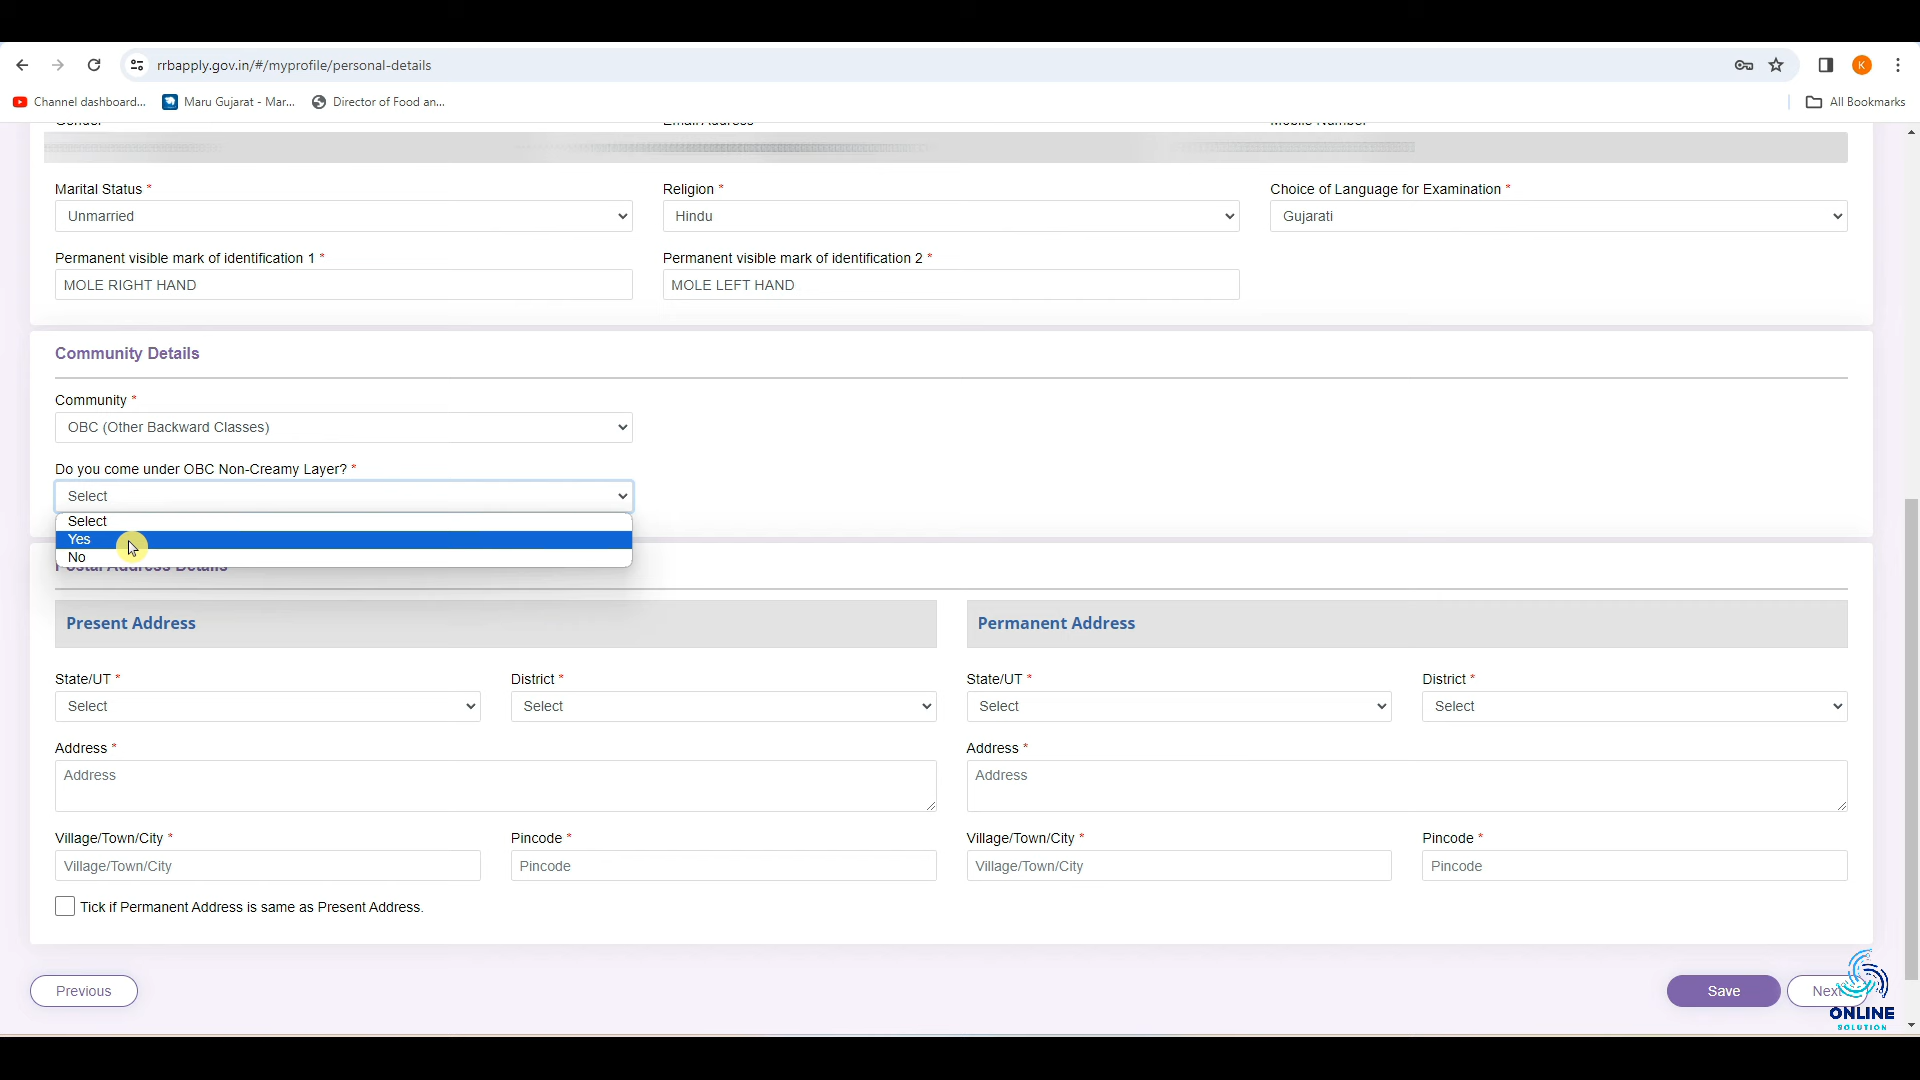 rrbapply.gov.in/#/myprofile/personal-details
Channel dashboard... Maru Gujarat - Mar... Director of Food an... All Bookmarks
Marital Status * Religion * Choice of Language for Examination *
Unmarried Hindu Gujarati
Permanent visible mark of identification 1 * Permanent visible mark of identification 2 *
MOLE RIGHT HAND MOLE LEFT HAND
Community Details
Community *
OBC (Other Backward Classes)
Do you come under OBC Non-Creamy Layer? *
Select
Select
Yes
No
Postal Address Details
Present Address Permanent Address
State/UT * District * State/UT * District *
Select Select Select Select
Address * Address *
Address Address
Village/Town/City * Pincode * Village/Town/City * Pincode *
Village/Town/City Pincode Village/Town/City Pincode
Tick if Permanent Address is same as Present Address.
Previous Save Next
ONLINE
SOLUTION
K